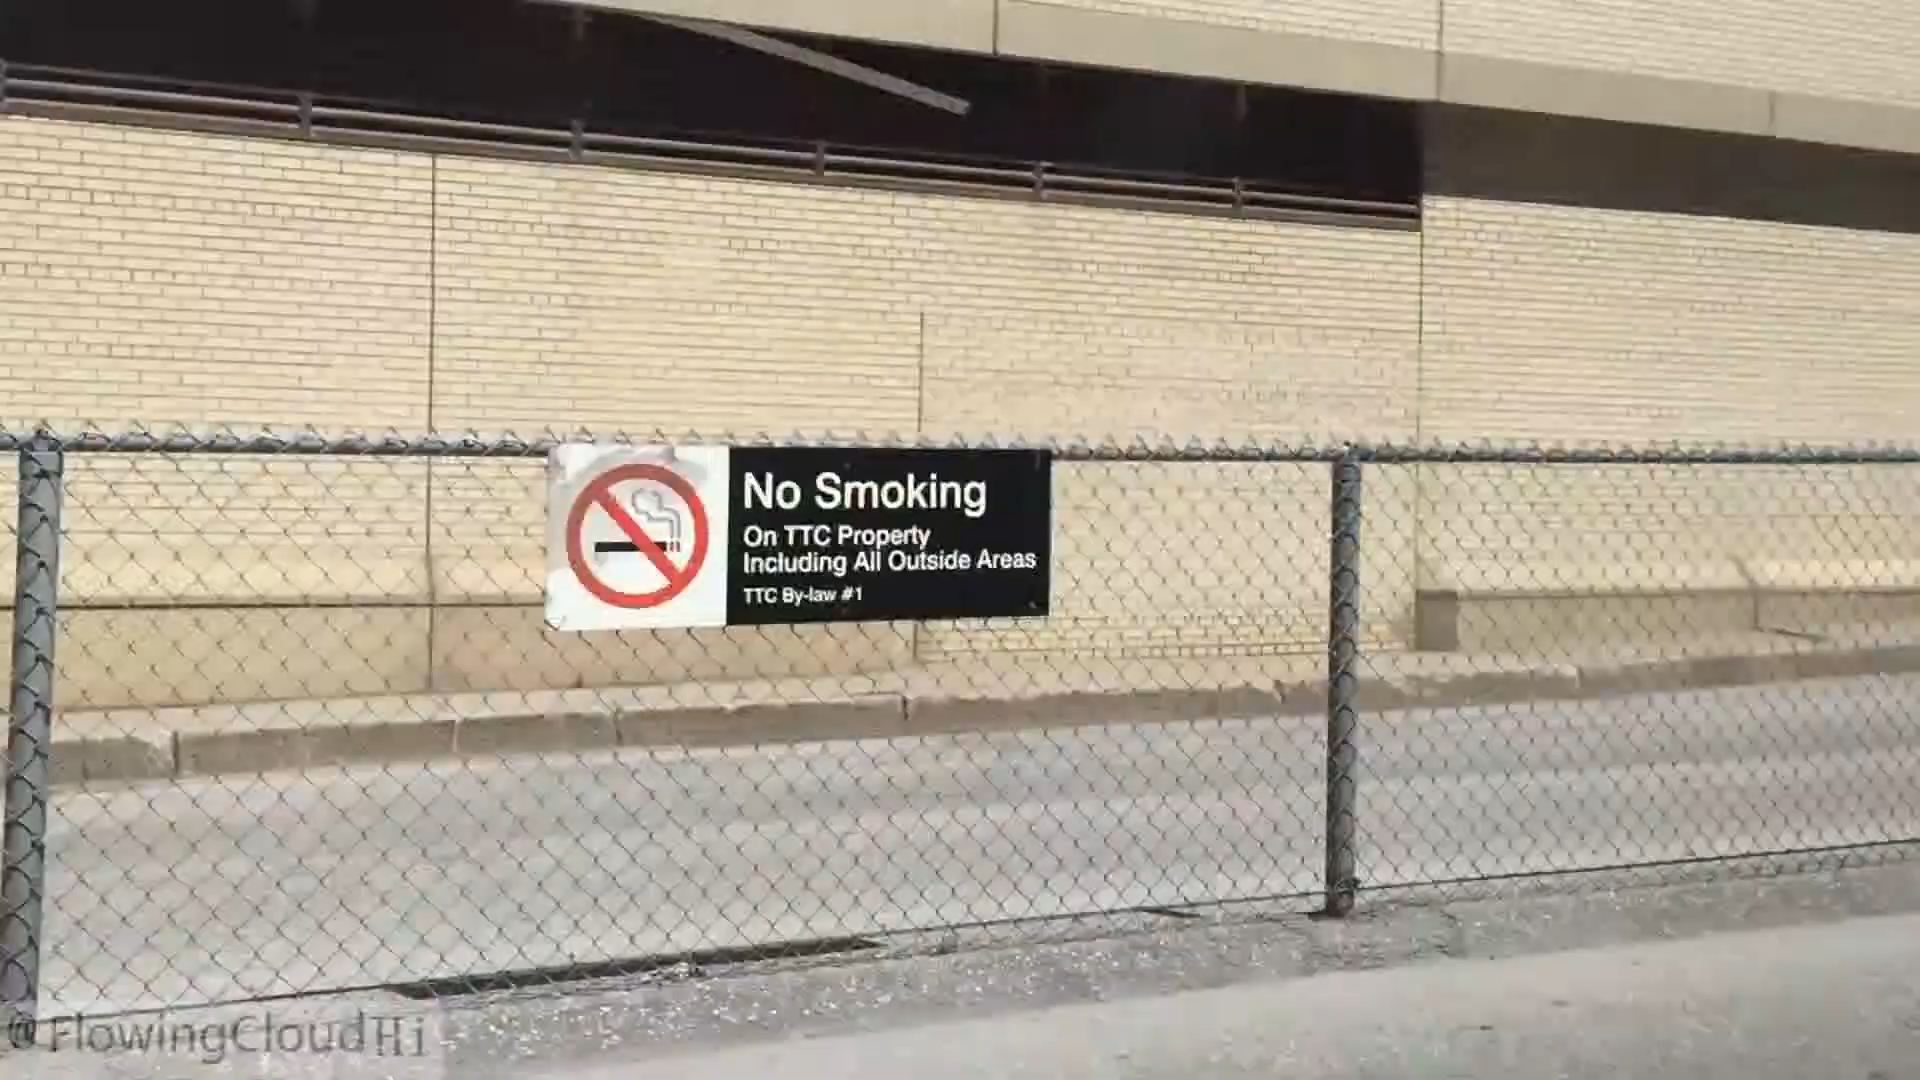 No Smoking
On TTC Property
Including All Outside Areas
TTC By-law #1
@FlowingCloudHi